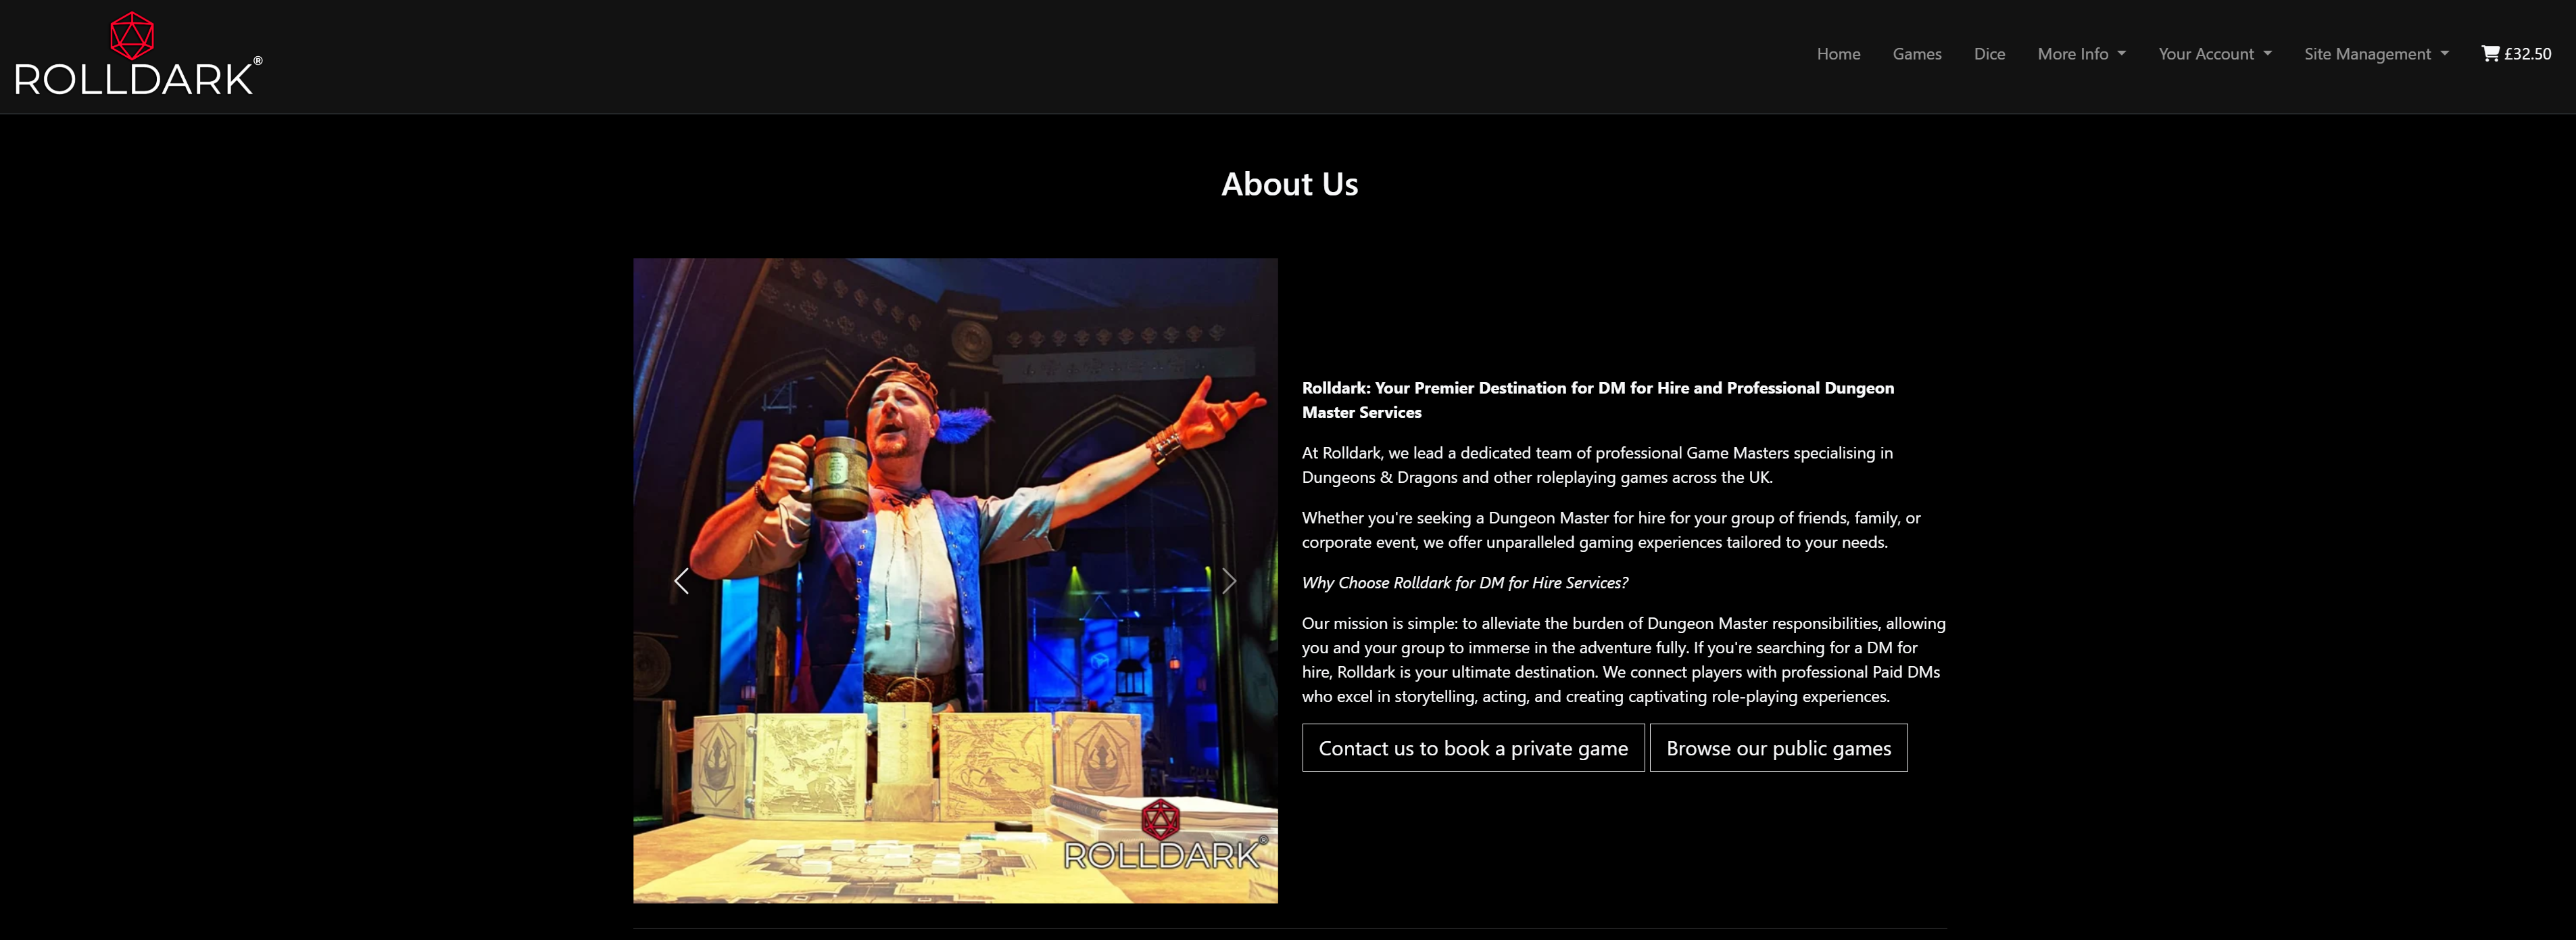 ROLLDARK®
Home Games Dice More Info Your Account Site Management £32.50
About Us
ROLLDARK®
Rolldark: Your Premier Destination for DM for Hire and Professional Dungeon
Master Services
At Rolldark, we lead a dedicated team of professional Game Masters specialising in
Dungeons & Dragons and other roleplaying games across the UK.
Whether you're seeking a Dungeon Master for hire for your group of friends, family, or
corporate event, we offer unparalleled gaming experiences tailored to your needs.
Why Choose Rolldark for DM for Hire Services?
Our mission is simple: to alleviate the burden of Dungeon Master responsibilities, allowing
you and your group to immerse in the adventure fully. If you're searching for a DM for
hire, Rolldark is your ultimate destination. We connect players with professional Paid DMs
who excel in storytelling, acting, and creating captivating role-playing experiences.
Contact us to book a private game Browse our public games